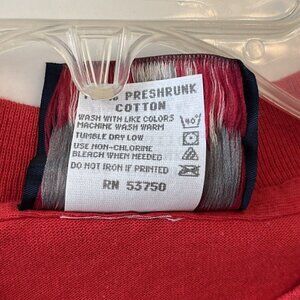 PRESHRUNK
COTTON
WASH WITH LIKE COLORS
MACHINE WASH WARM
40°
TUMBLE DRY LOW
USE NON-CHLORINE
BLEACH WHEN NEEDED
DO NOT IRON IF PRINTED
RN 53750